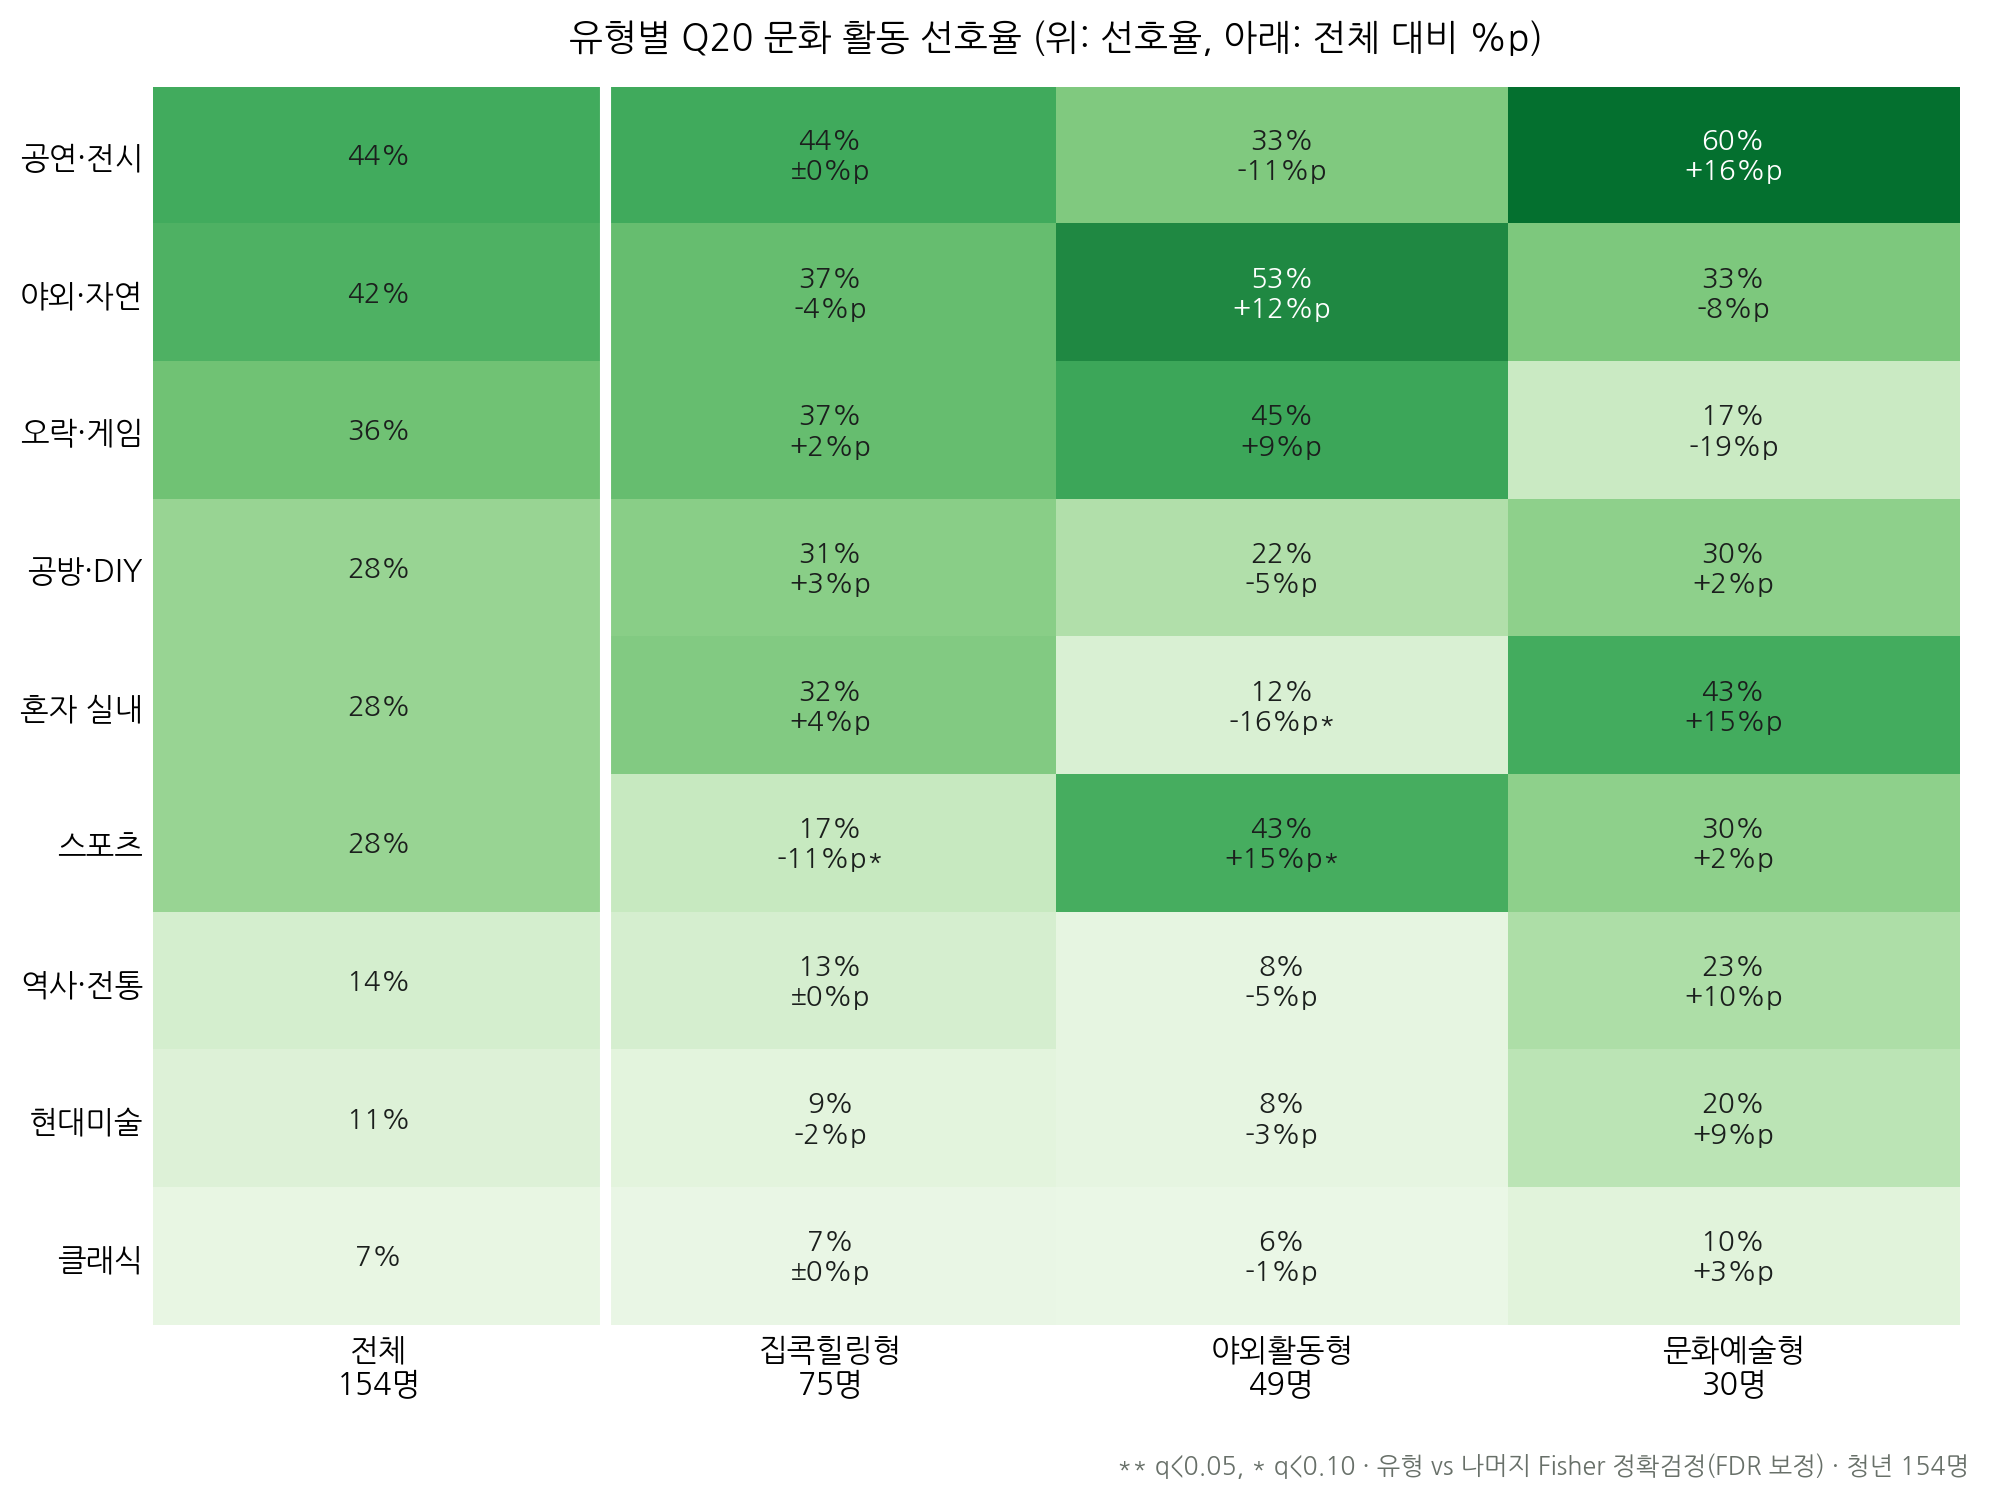 유형별 Q20 문화 활동 선호율 (위: 선호율, 아래: 전체 대비 %p)
공연·전시
44%
44%
±0%p
33%
-11%p
60%
+16%p
야외·자연
42%
37%
-4%p
53%
+12%p
33%
-8%p
오락·게임
36%
37%
+2%p
45%
+9%p
17%
-19%p
공방·DIY
28%
31%
+3%p
22%
-5%p
30%
+2%p
혼자 실내
28%
32%
+4%p
12%
-16%p*
43%
+15%p
스포츠
28%
17%
-11%p*
43%
+15%p*
30%
+2%p
역사·전통
14%
13%
±0%p
8%
-5%p
23%
+10%p
현대미술
11%
9%
-2%p
8%
-3%p
20%
+9%p
클래식
7%
7%
±0%p
6%
-1%p
10%
+3%p
전체
154명
집콕힐링형
75명
야외활동형
49명
문화예술형
30명
** q<0.05, * q<0.10 · 유형 vs 나머지 Fisher 정확검정(FDR 보정) · 청년 154명